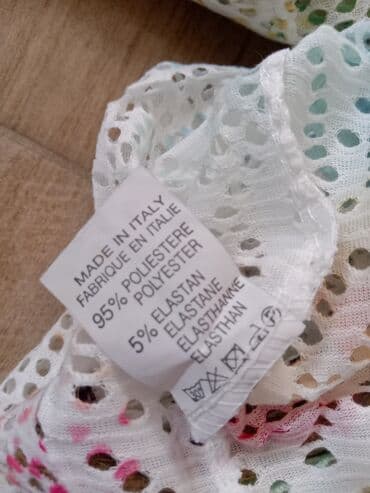 MADE IN ITALY
FABRIQUE EN ITALIE
95% POLIESTERE
POLYESTER
5% ELASTAN
ELASTANE
ELASTHANNE
ELASTHAN